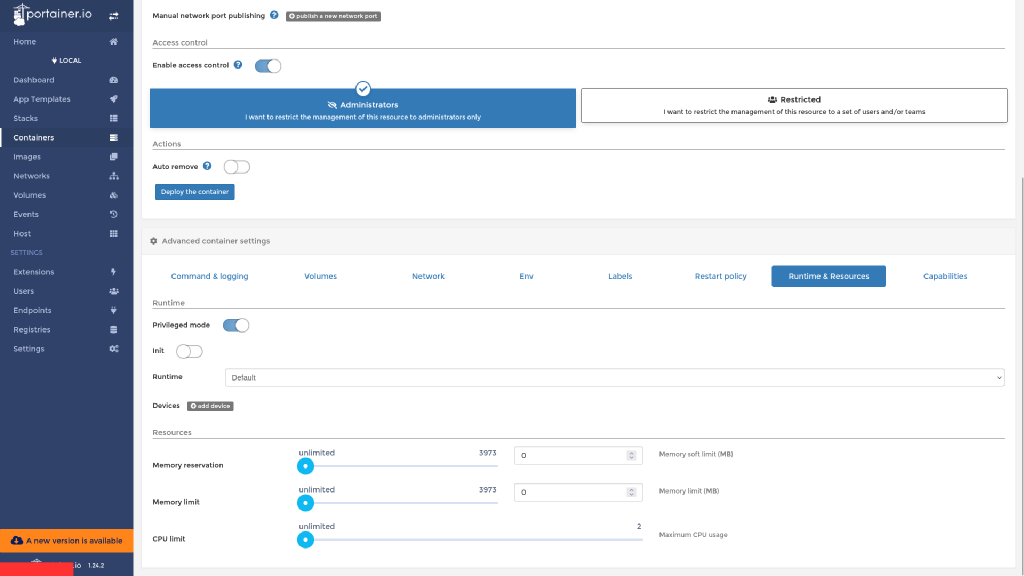 portainer.io
Home
LOCAL
Dashboard
App Templates
Stacks
Containers
Images
Networks
Volumes
Events
Host
SETTINGS
Extensions
Users
Endpoints
Registries
Settings
A new version is available
.io 1.24.2
Manual network port publishing publish a new network port
Access control
Enable access control
Administrators
I want to restrict the management of this resource to administrators only
Restricted
I want to restrict the management of this resource to a set of users and/or teams
Actions
Auto remove
Deploy the container
Advanced container settings
Command & logging Volumes Network Env Labels Restart policy Runtime & Resources Capabilities
Runtime
Privileged mode
Init
Runtime Default
Devices add device
Resources
Memory reservation unlimited 3973 0 Memory soft limit (MB)
Memory limit unlimited 3973 0 Memory limit (MB)
CPU limit unlimited 2 Maximum CPU usage